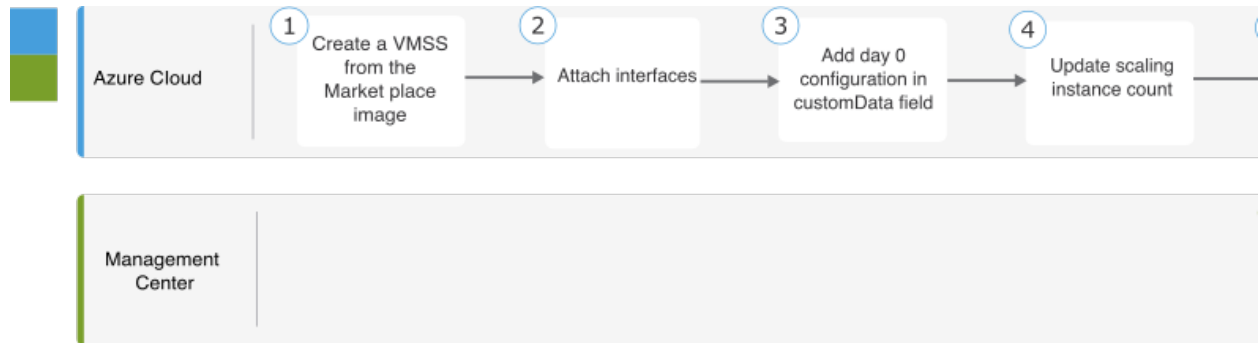 Azure Cloud
1
Create a VMSS
from the
Market place
image
2
Attach interfaces
3
Add day 0
configuration in
customData field
4
Update scaling
instance count
Management
Center